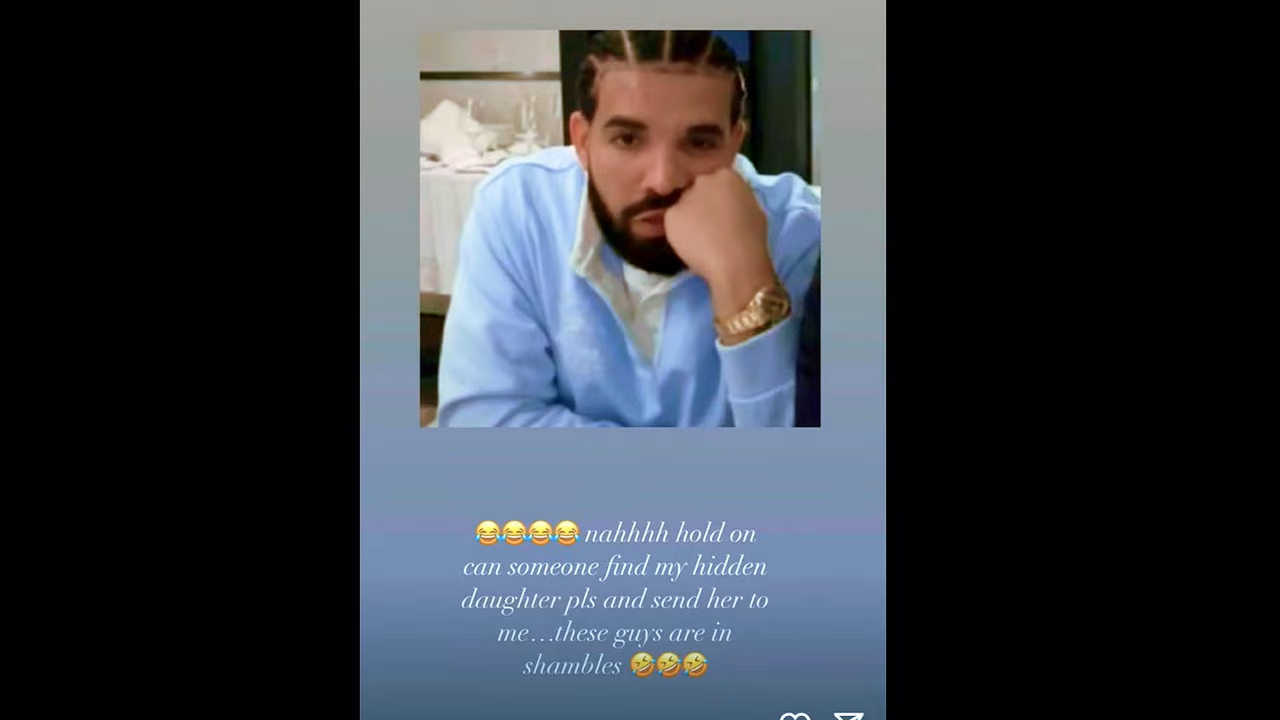 😂😂😂😂 nahhhh hold on
can someone find my hidden
daughter pls and send her to
me...these guys are in
shambles 🤣🤣🤣